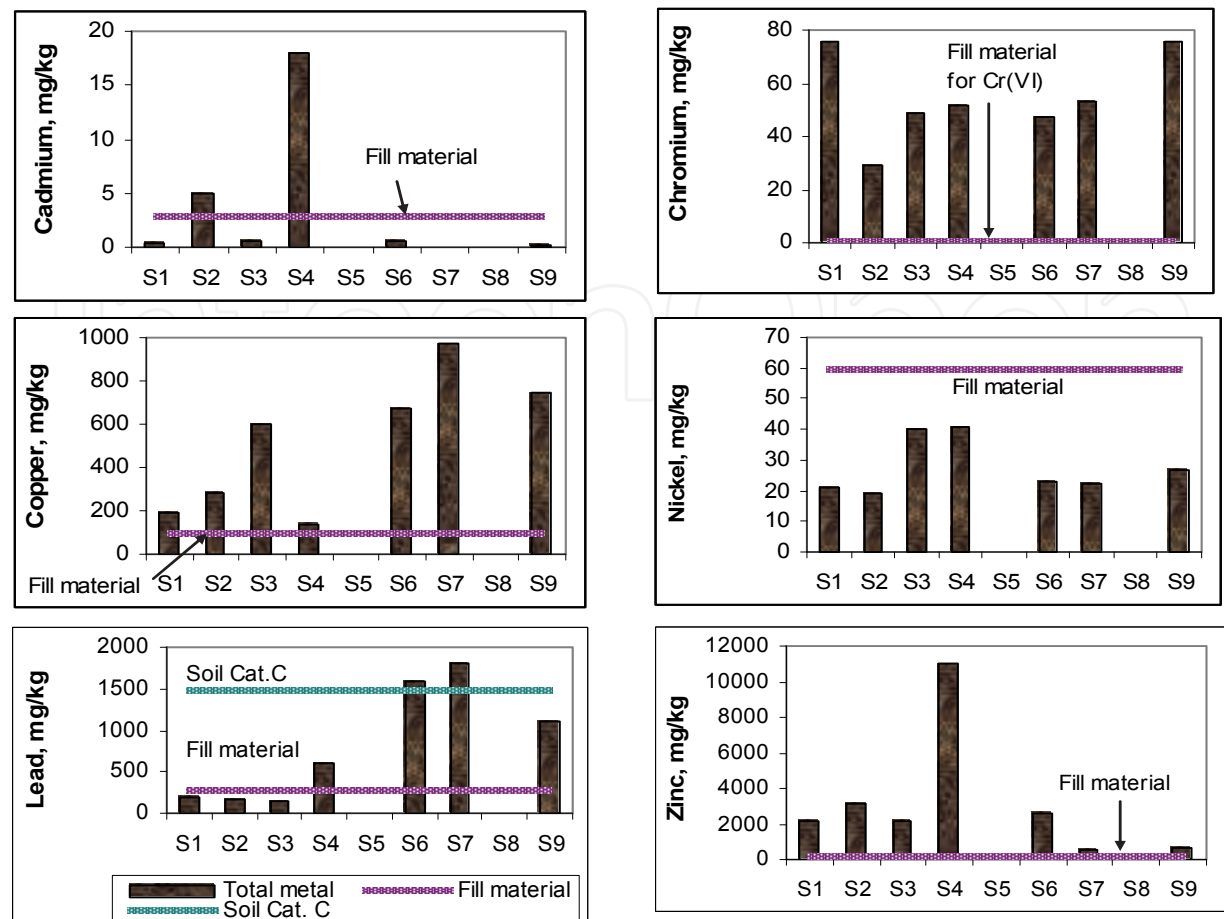 Cadmium, mg/kg
20
15
10
5
0
Fill material
S1 S2 S3 S4 S5 S6 S7 S8 S9
Chromium, mg/kg
80
60
40
20
0
Fill material
for Cr(VI)
S1 S2 S3 S4 S5 S6 S7 S8 S9
Copper, mg/kg
1000
800
600
400
200
0
Fill material
S1 S2 S3 S4 S5 S6 S7 S8 S9
Nickel, mg/kg
70
60
50
40
30
20
10
0
Fill material
S1 S2 S3 S4 S5 S6 S7 S8 S9
Lead, mg/kg
2000
1500
1000
500
0
Soil Cat.C
Fill material
S1 S2 S3 S4 S5 S6 S7 S8 S9
Total metal Fill material
Soil Cat. C
Zinc, mg/kg
12000
10000
8000
6000
4000
2000
0
Fill material
S1 S2 S3 S4 S5 S6 S7 S8 S9